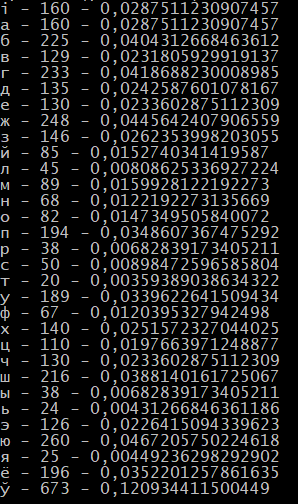 і - 160 - 0,0287511230907457
а - 160 - 0,0287511230907457
б - 225 - 0,0404312668463612
в - 129 - 0,0231805929919137
г - 233 - 0,0418688230008985
д - 135 - 0,0242587601078167
е - 130 - 0,0233602875112309
ж - 248 - 0,0445642407906559
з - 146 - 0,0262353998203055
й - 85 - 0,0152740341419587
л - 45 - 0,00808625336927224
м - 89 - 0,0159928122192273
н - 68 - 0,0122192273135669
о - 82 - 0,0147349505840072
п - 194 - 0,0348607367475292
р - 38 - 0,00682839173405211
с - 50 - 0,00898472596585804
т - 20 - 0,00359389038634322
у - 189 - 0,0339622641509434
ф - 67 - 0,0120395327942498
х - 140 - 0,0251572327044025
ц - 110 - 0,0197663971248877
ч - 130 - 0,0233602875112309
ш - 216 - 0,0388140161725067
ы - 38 - 0,00682839173405211
ь - 24 - 0,00431266846361186
э - 126 - 0,0226415094339623
ю - 260 - 0,0467205750224618
я - 25 - 0,00449236298292902
ё - 196 - 0,0352201257861635
ў - 673 - 0,120934411500449